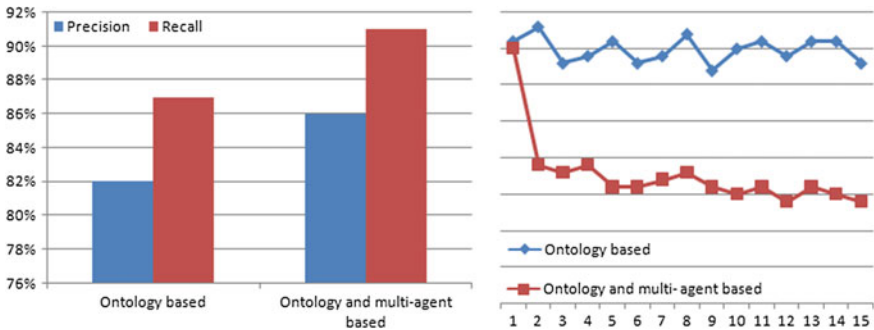 92%
90%
88%
86%
84%
82%
80%
78%
76%
Precision Recall
Ontology based
Ontology and multi-agent
based
Ontology based
Ontology and multi-agent based
1 2 3 4 5 6 7 8 9 10 11 12 13 14 15